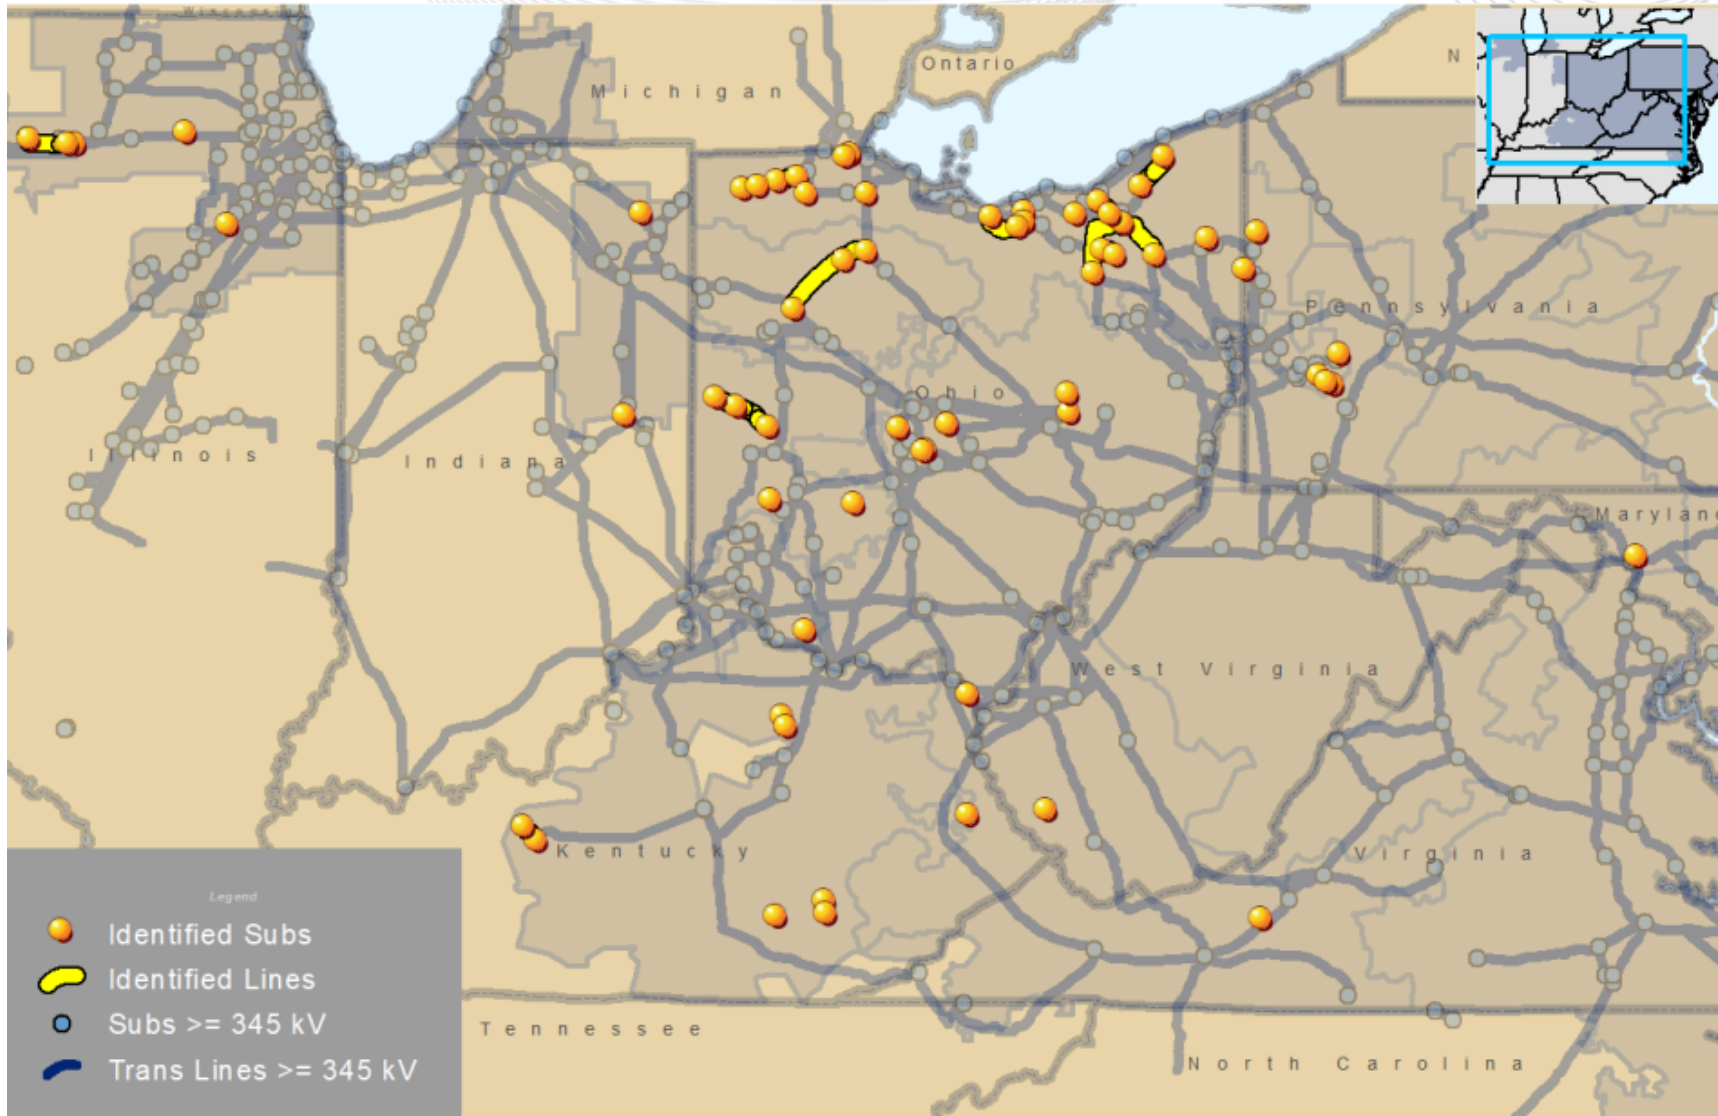 Wisconsin
Ontario
N
Michigan
Pennsylvania
Ohio
Illinois
Indiana
Maryland
West Virginia
Kentucky
Virginia
Legend
Identified Subs
Identified Lines
Subs >= 345 kV
Trans Lines >= 345 kV
Tennessee
North Carolina